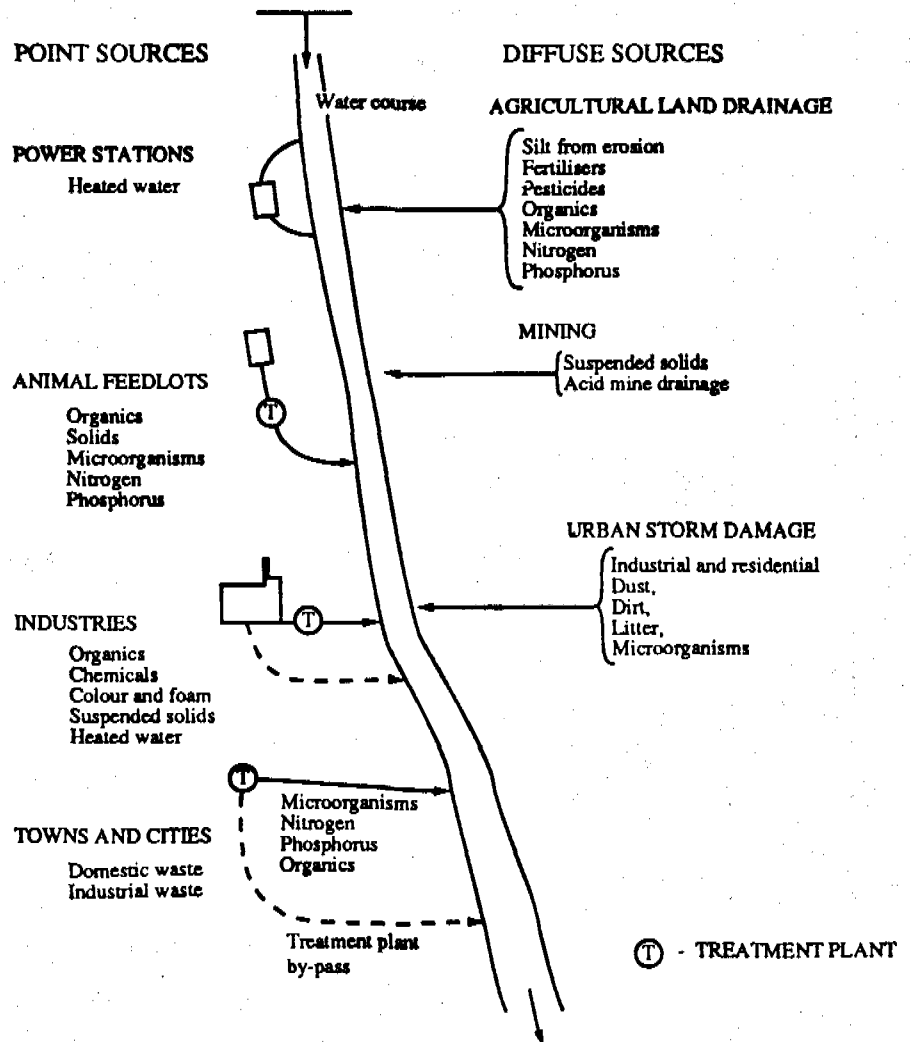 POINT SOURCES
DIFFUSE SOURCES
Water course
AGRICULTURAL LAND DRAINAGE
Silt from erosion
Fertilisers
Pesticides
Organics
Microorganisms
Nitrogen
Phosphorus
POWER STATIONS
Heated water
MINING
Suspended solids
Acid mine drainage
ANIMAL FEEDLOTS
Organics
Solids
Microorganisms
Nitrogen
Phosphorus
T
URBAN STORM DAMAGE
Industrial and residential
Dust,
Dirt,
Litter,
Microorganisms
INDUSTRIES
Organics
Chemicals
Colour and foam
Suspended solids
Heated water
T
T
Microorganisms
Nitrogen
Phosphorus
Organics
TOWNS AND CITIES
Domestic waste
Industrial waste
Treatment plant
by-pass
T - TREATMENT PLANT